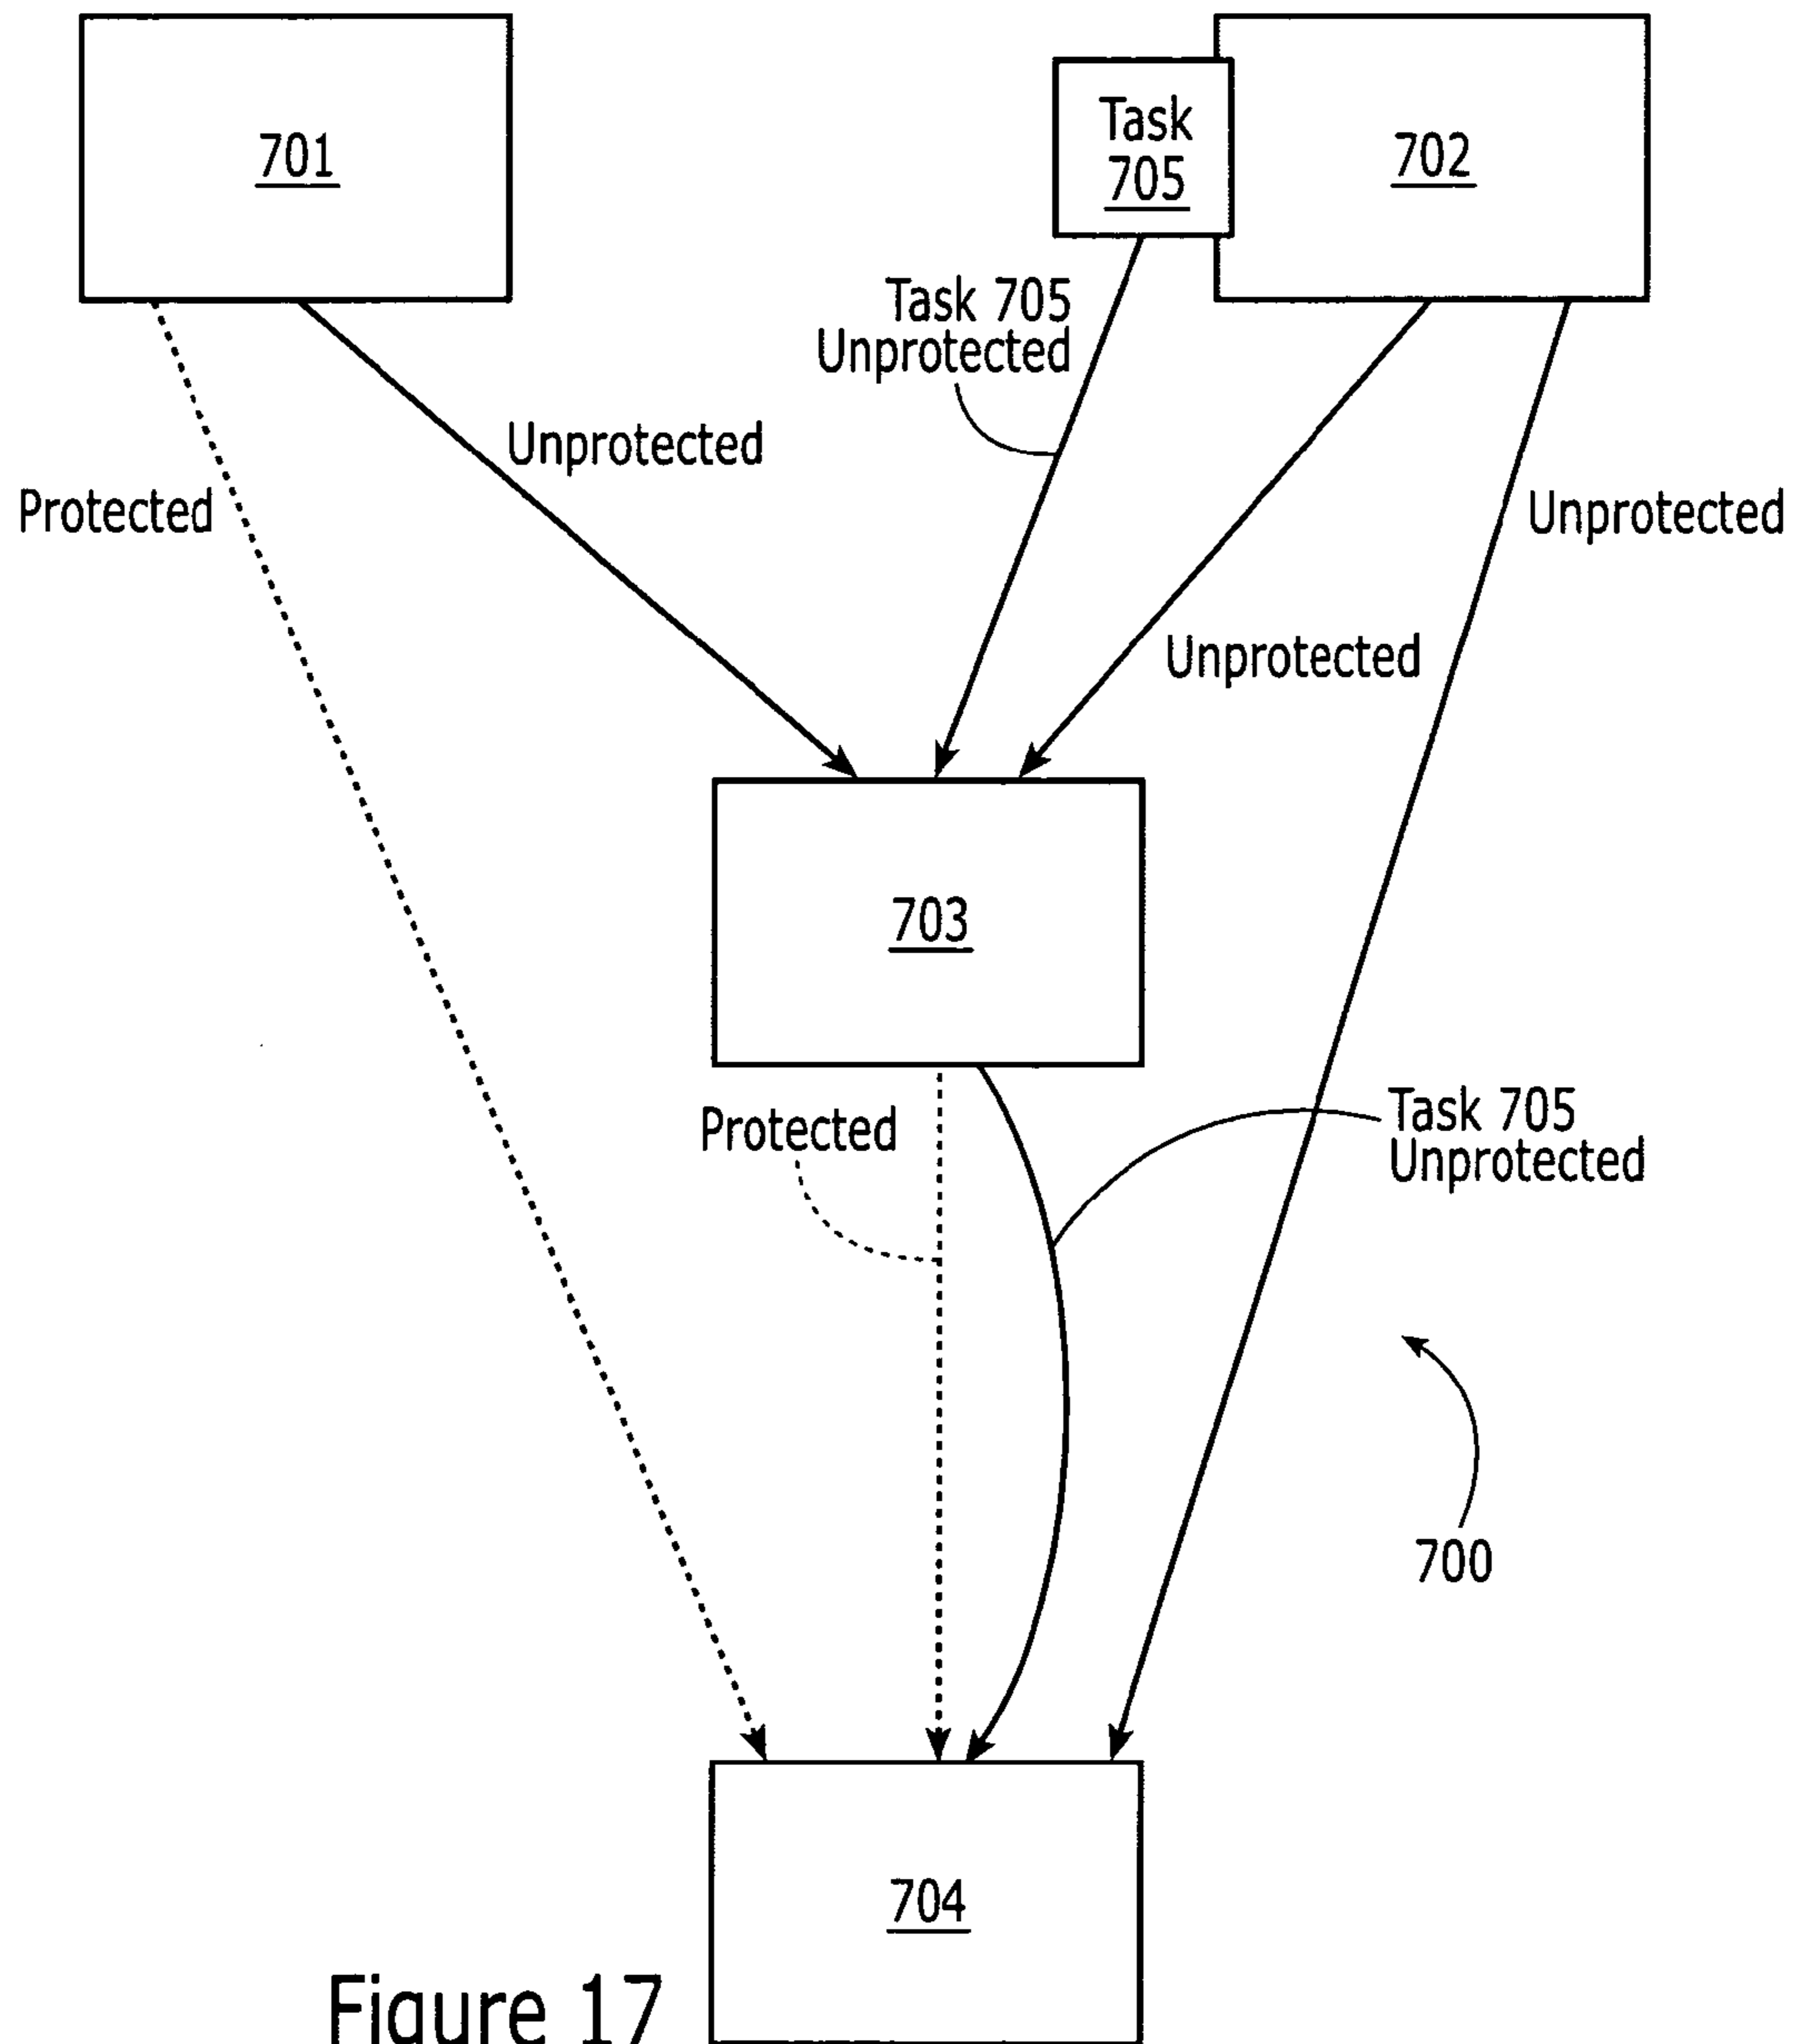 701
Task
705
702
Task 705
Unprotected
Unprotected
Protected
Unprotected
Unprotected
703
Protected
Task 705
Unprotected
700
704
Figure 17